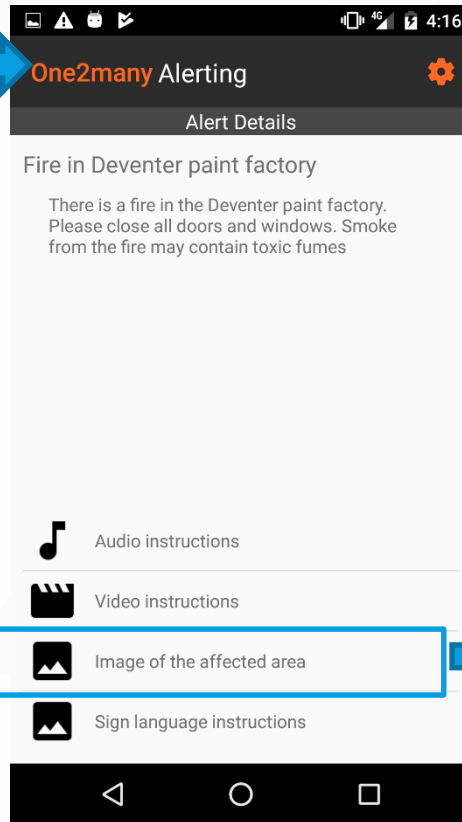 4G 4:16
One2many Alerting
Alert Details
Fire in Deventer paint factory
There is a fire in the Deventer paint factory.
Please close all doors and windows. Smoke
from the fire may contain toxic fumes
Audio instructions
Video instructions
Image of the affected area
Sign language instructions